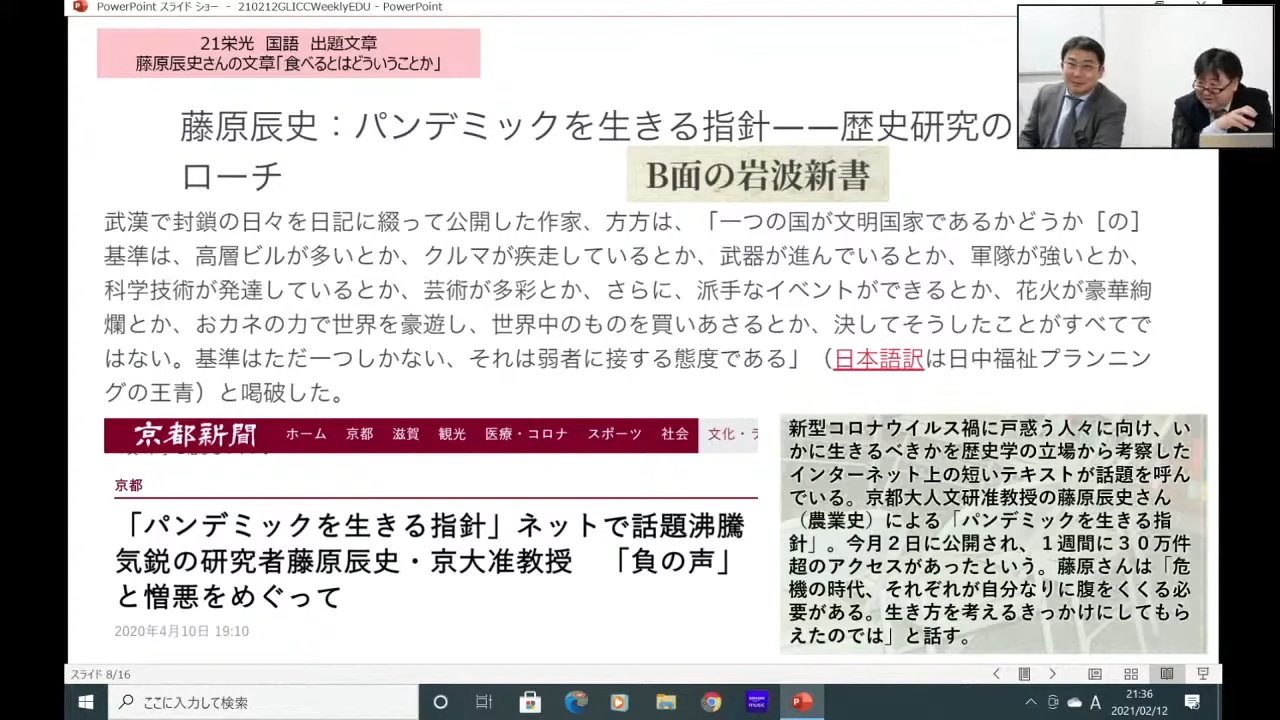 PowerPoint スライド ショー - 210212GLICCWeeklyEDU - PowerPoint
21栄光 国語 出題文章
藤原辰史さんの文章「食べるとはどういうことか」
藤原辰史：パンデミックを生きる指針——歴史研究の
ローチ
B面の岩波新書
武漢で封鎖の日々を日記に綴って公開した作家、方方は、「一つの国が文明国家であるかどうか［の］
基準は、高層ビルが多いとか、クルマが疾走しているとか、武器が進んでいるとか、軍隊が強いとか、
科学技術が発達しているとか、芸術が多彩とか、さらに、派手なイベントができるとか、花火が豪華絢
爛とか、おカネの力で世界を豪遊し、世界中のものを買いあさるとか、決してそうしたことがすべてで
はない。基準はただ一つしかない、それは弱者に接する態度である」（日本語訳は日中福祉プランニン
グの王青）と喝破した。
京都新聞 ホーム 京都 滋賀 観光 医療・コロナ スポーツ 社会 文化・ラ
京都
「パンデミックを生きる指針」ネットで話題沸騰
気鋭の研究者藤原辰史・京大准教授 「負の声」
と憎悪をめぐって
2020年4月10日 19:10
新型コロナウイルス禍に戸惑う人々に向け、い
かに生きるべきかを歴史学の立場から考察した
インターネット上の短いテキストが話題を呼ん
でいる。京都大人文研准教授の藤原辰史さん
（農業史）による「パンデミックを生きる指
針」。今月２日に公開され、１週間に３０万件
超のアクセスがあったという。藤原さんは「危
機の時代、それぞれが自分なりに腹をくくる必
要がある。生き方を考えるきっかけにしてもら
えたのでは」と話す。
スライド 8/16
ここに入力して検索
amazon music
A
21:36
2021/02/12